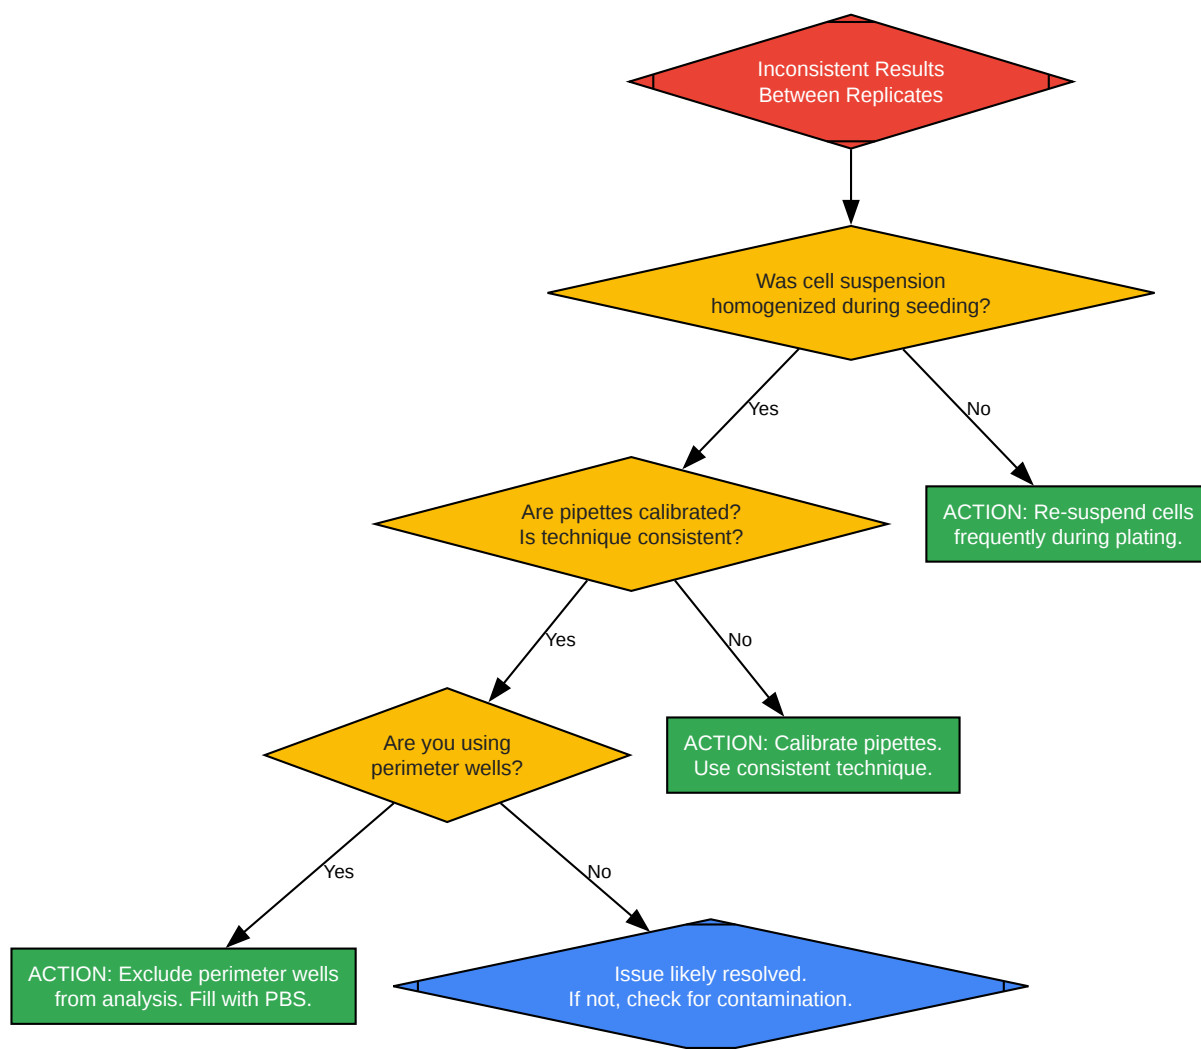 Inconsistent Results
Between Replicates
Was cell suspension
homogenized during seeding?
Yes
No
Are pipettes calibrated?
Is technique consistent?
ACTION: Re-suspend cells
frequently during plating.
Yes
No
Are you using
perimeter wells?
ACTION: Calibrate pipettes.
Use consistent technique.
Yes
No
ACTION: Exclude perimeter wells
from analysis. Fill with PBS.
Issue likely resolved.
If not, check for contamination.